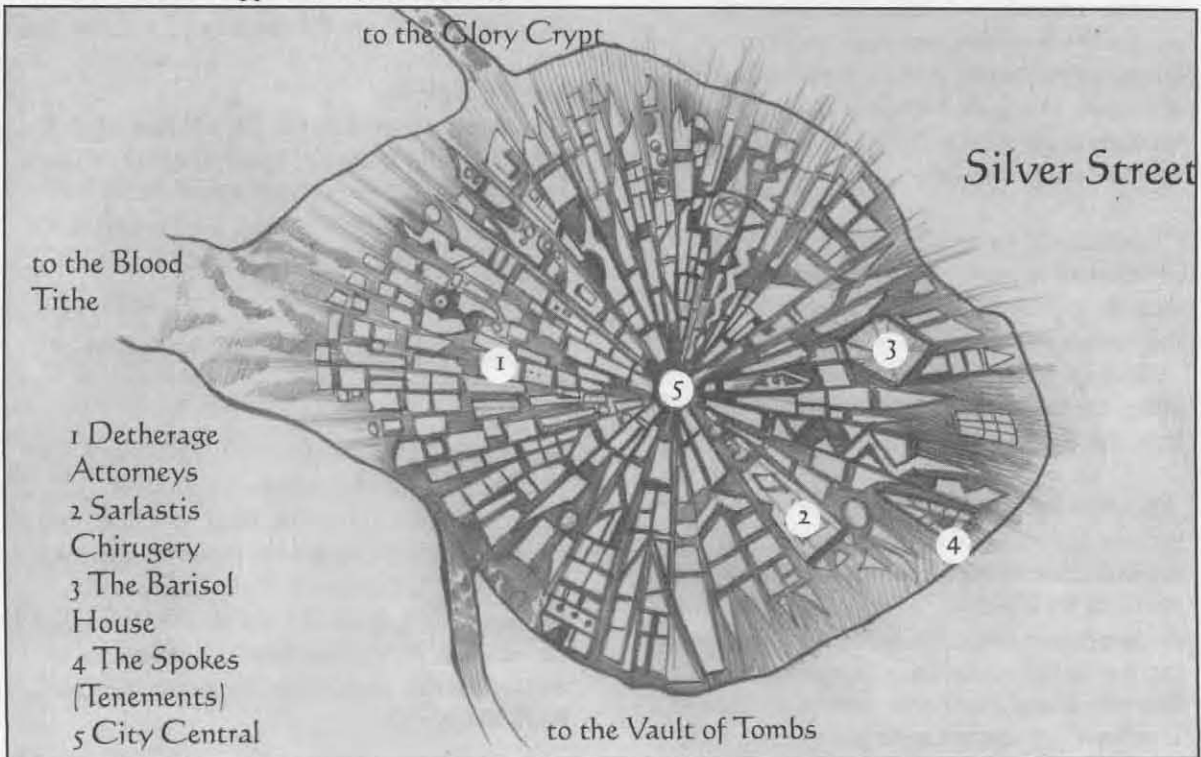 to the Glory Crypt
Silver Street
to the Blood
Tithe
1 Detherage
Attorneys
2 Sarlastis
Chirugery
3 The Barisol
House
4 The Spokes
(Tenements)
5 City Central
to the Vault of Tombs
1
2
3
4
5